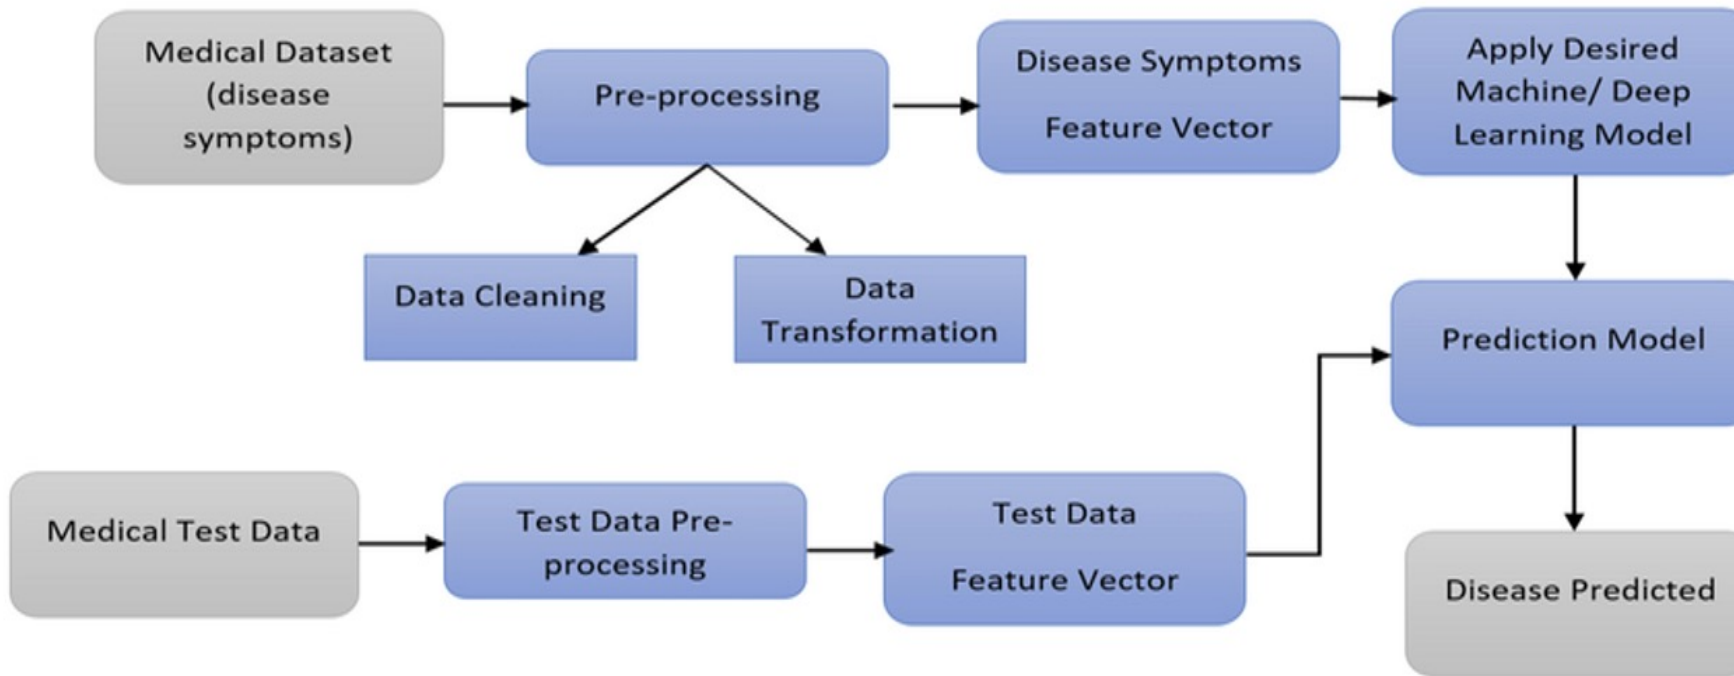 Medical Dataset
(disease
symptoms)
Pre-processing
Disease Symptoms
Feature Vector
Apply Desired
Machine/ Deep
Learning Model
Data Cleaning
Data
Transformation
Prediction Model
Medical Test Data
Test Data Pre-
processing
Test Data
Feature Vector
Disease Predicted